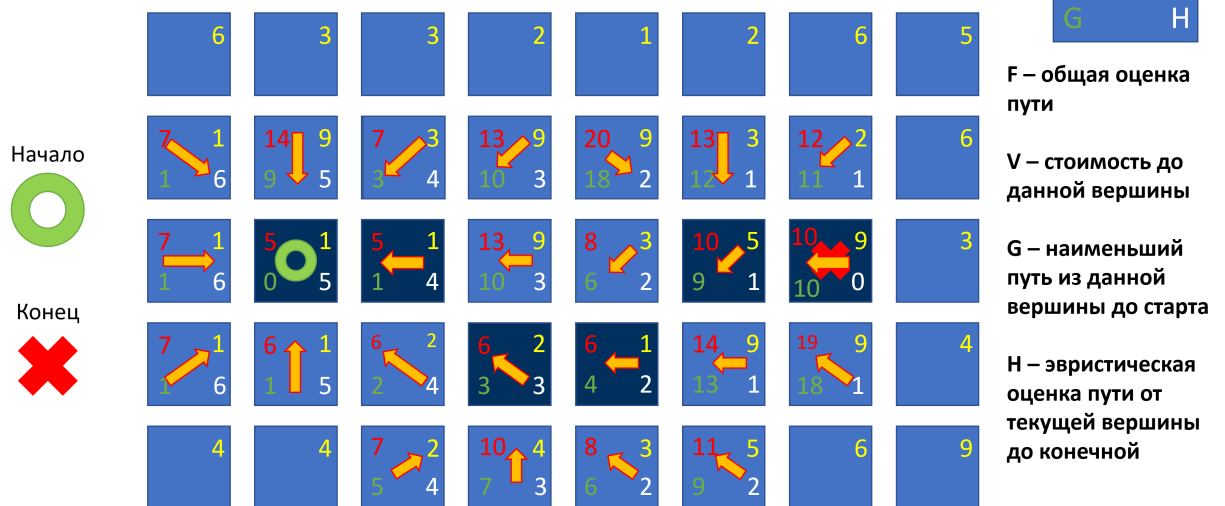 G H
6 3 3 2 1 2 6 5
7 1 14 9 7 3 13 9 20 9 13 3 12 2 6
1 6 9 5 3 4 10 3 18 2 12 1 11 1
7 1 5 1 5 1 13 9 8 3 10 5 10 9 3
1 6 0 5 1 4 10 3 6 2 9 1 10 0
7 1 6 1 6 2 6 2 6 1 14 9 19 9 4
1 6 1 5 2 4 3 3 4 2 13 1 18 1
4 4 7 2 10 4 8 3 11 5 6 9
5 4 7 3 6 2 9 2
Начало
Конец
F – общая оценка
пути
V – стоимость до
данной вершины
G – наименьший
путь из данной
вершины до старта
H – эвристическая
оценка пути от
текущей вершины
до конечной